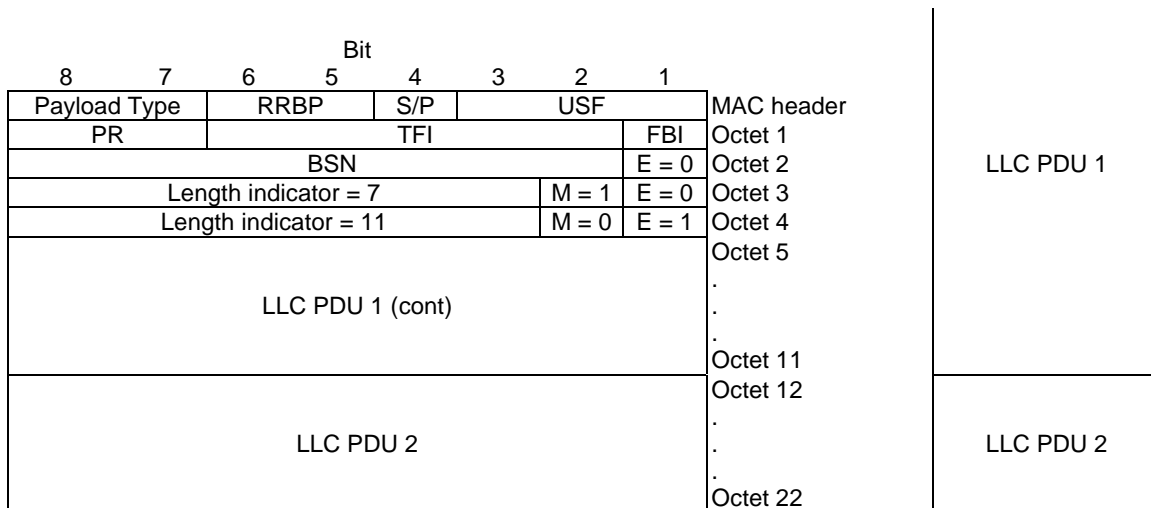 Bit
8 7 6 5 4 3 2 1
Payload Type RRBP S/P USF MAC header
PR TFI FBI Octet 1
BSN E = 0 Octet 2
Length indicator = 7 M = 1 E = 0 Octet 3
Length indicator = 11 M = 0 E = 1 Octet 4
LLC PDU 1
Octet 5
.
LLC PDU 1 (cont) .
.
Octet 11
Octet 12
.
LLC PDU 2 . LLC PDU 2
.
Octet 22